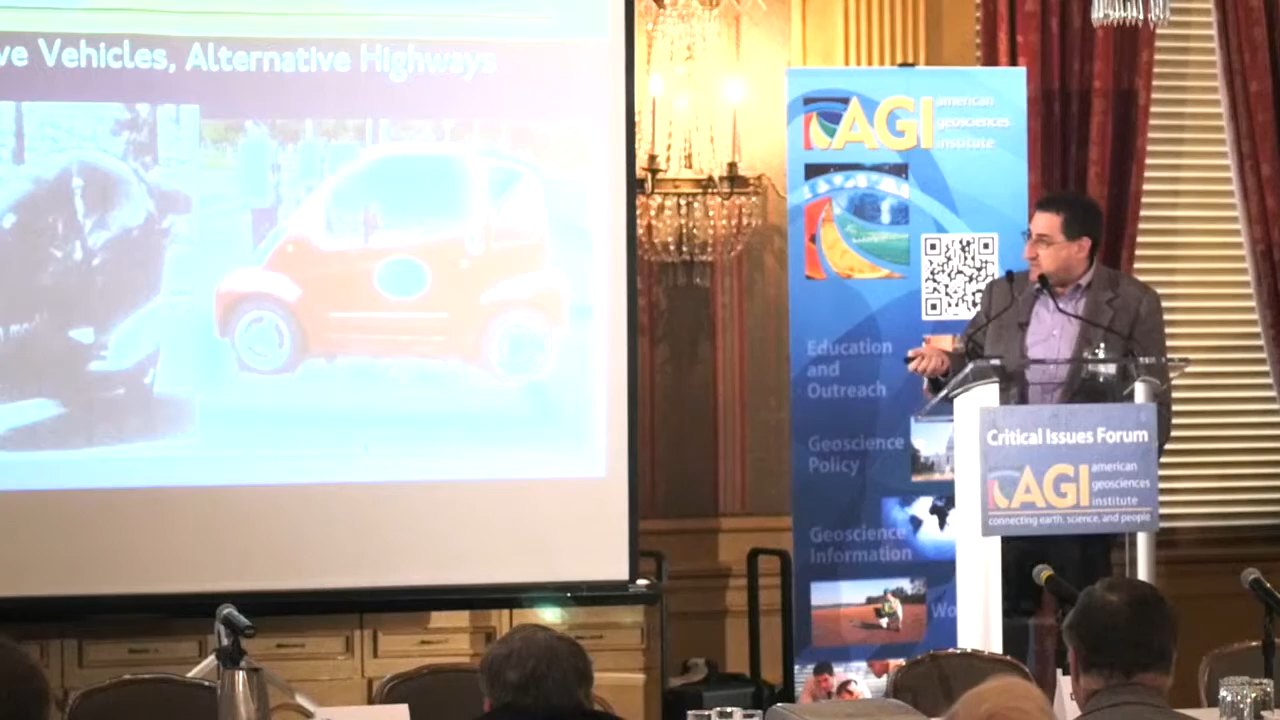 ve Vehicles, Alternative Highways
AGI
american
geosciences
institute
Education
and
Outreach
Geoscience
Policy
Geoscience
Information
Wo
Critical Issues Forum
AGI
american
geosciences
institute
connecting earth, science, and people